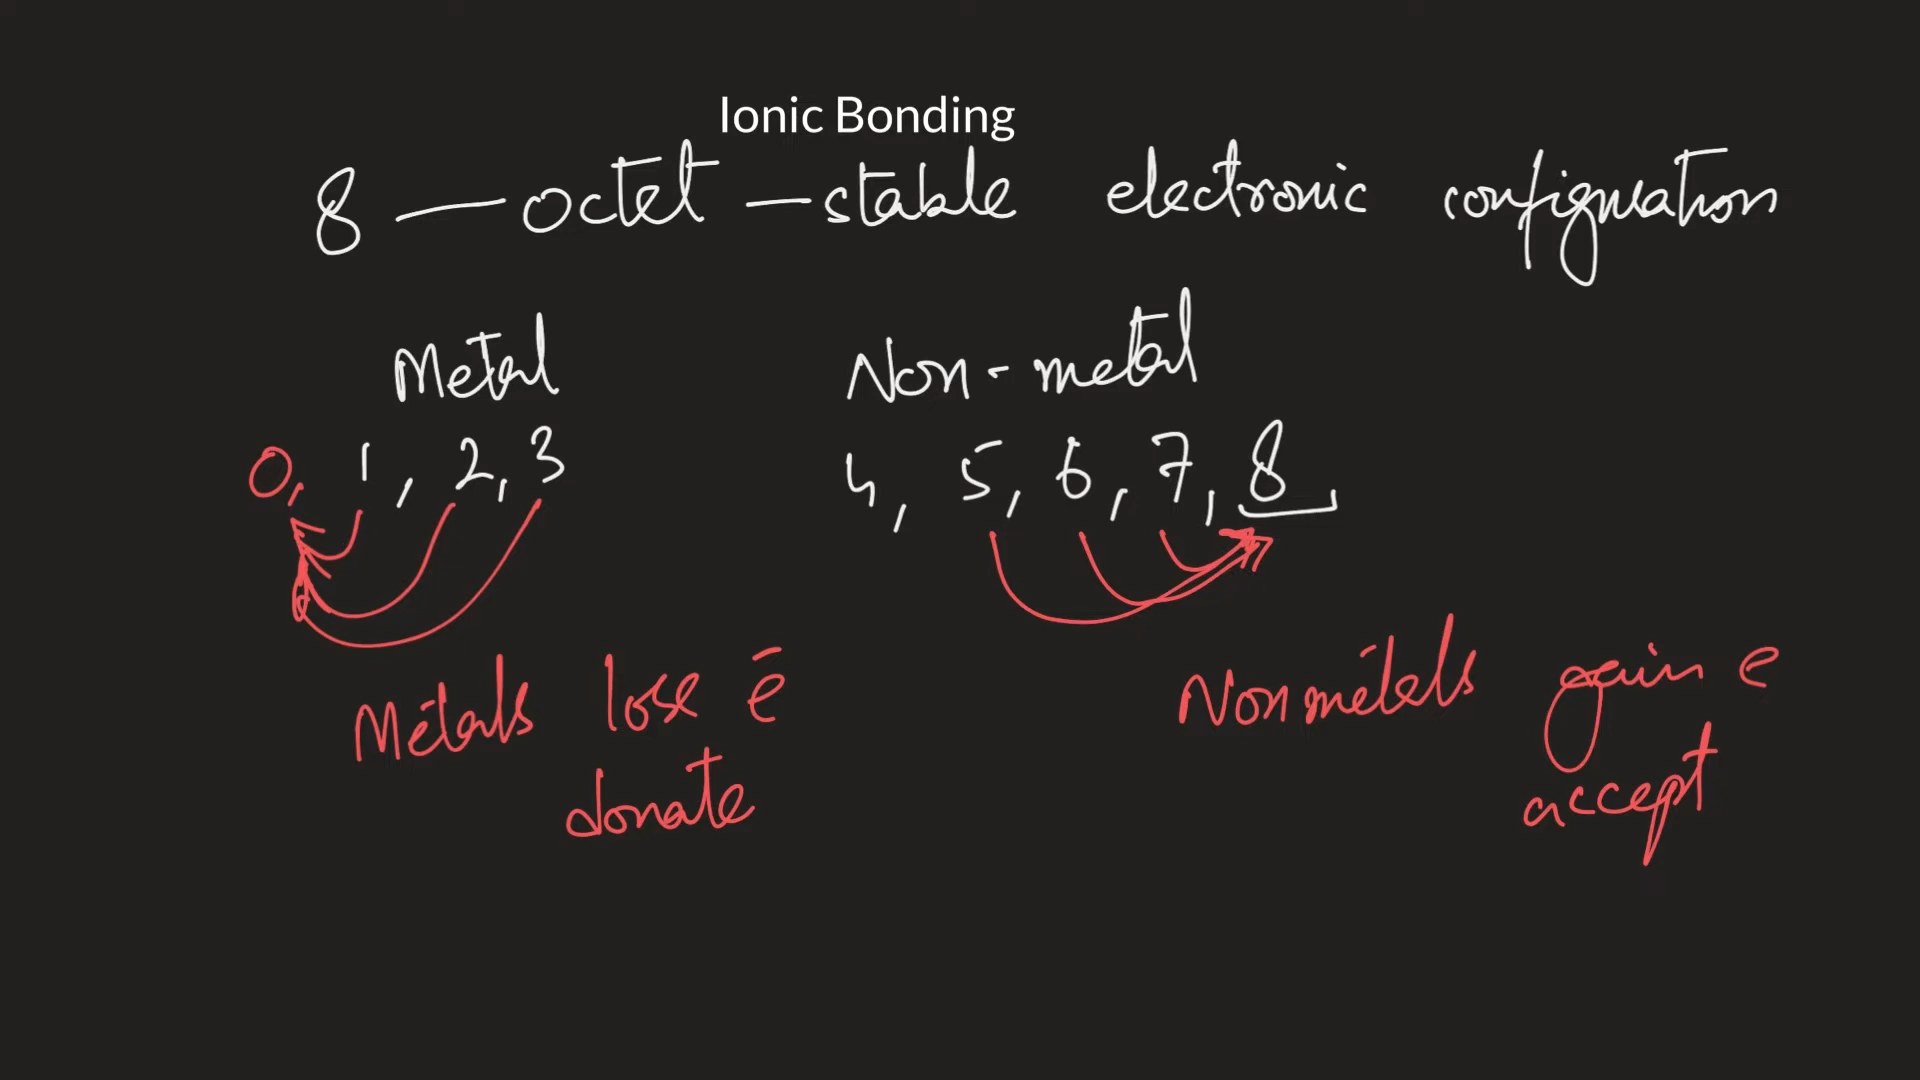 Ionic Bonding
8 — octet — stable electronic configuration
Metal Non-metal
0, 1, 2, 3 4, 5, 6, 7, 8,
Metals lose ē Nonmetals gain e
donate accept